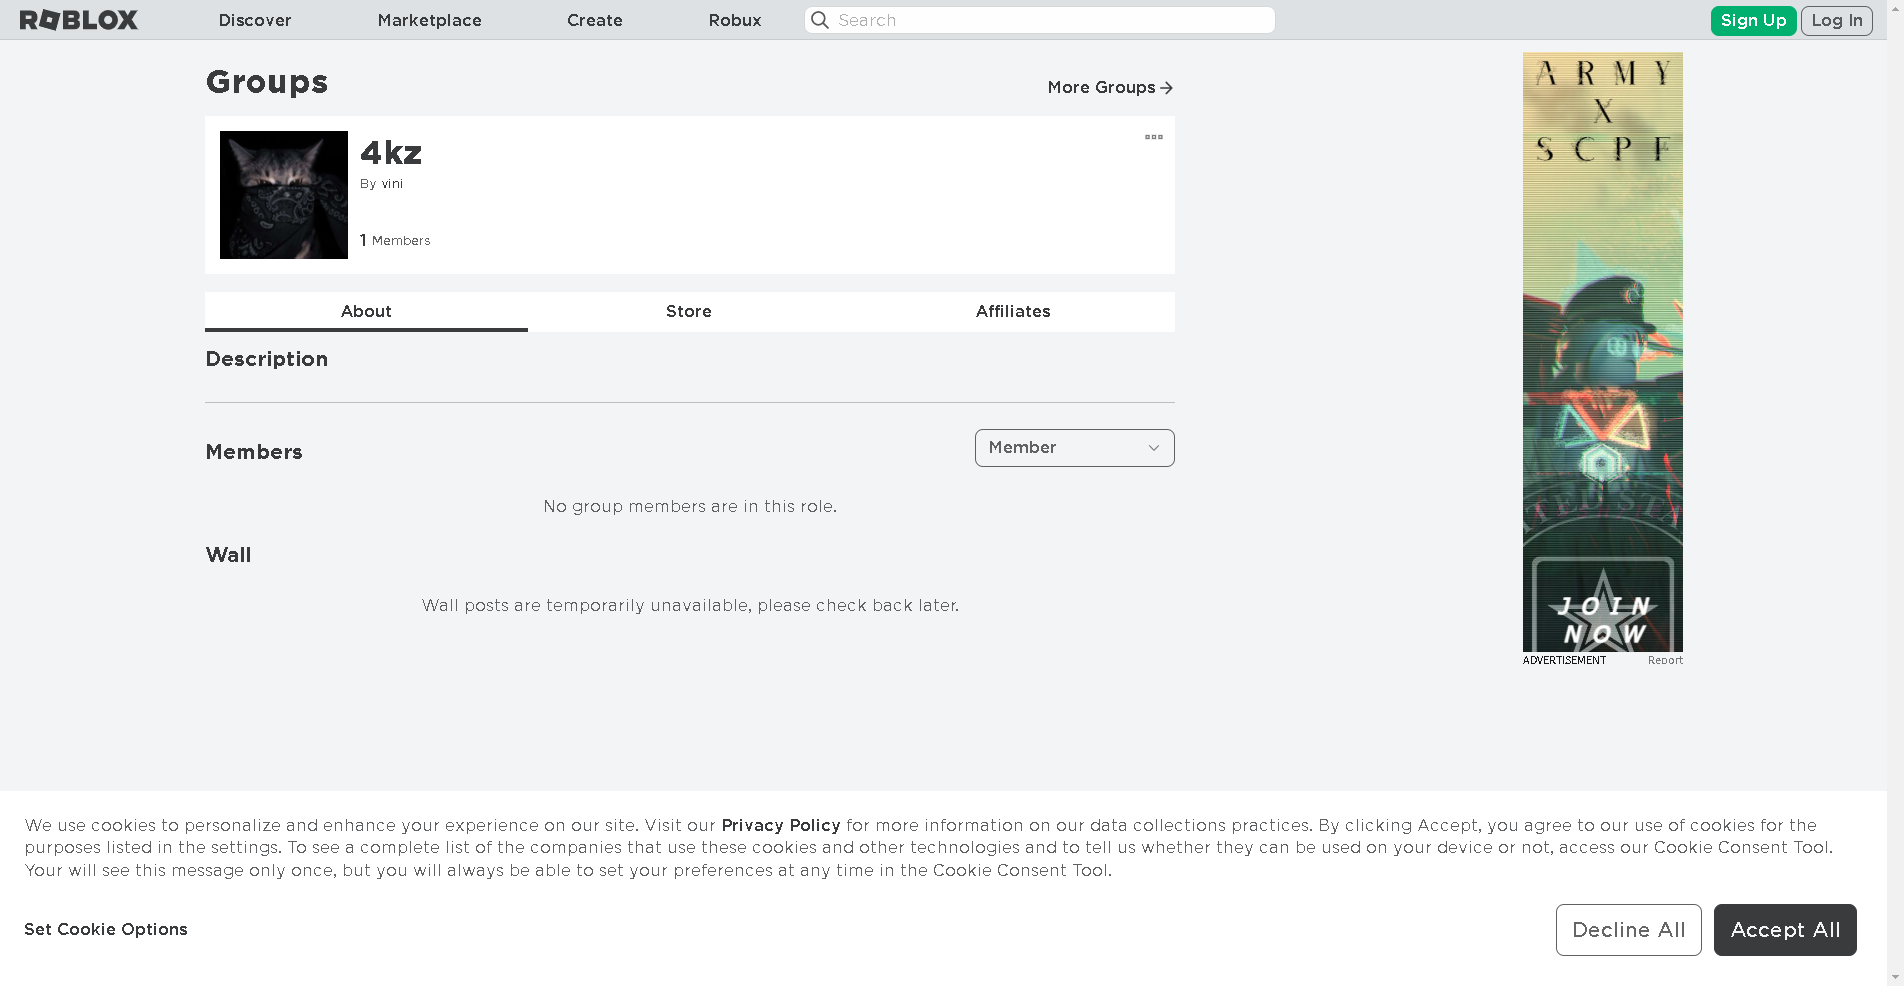 ROBLOX Discover Marketplace Create Robux Search Sign Up Log In
Groups
More Groups
4kz
By vini
1 Members
About Store Affiliates
Description
Members
Member
No group members are in this role.
Wall
Wall posts are temporarily unavailable, please check back later.
ARMY
X
SCPF
JOIN
NOW
ADVERTISEMENT Report
We use cookies to personalize and enhance your experience on our site. Visit our Privacy Policy for more information on our data collections practices. By clicking Accept, you agree to our use of cookies for the
purposes listed in the settings. To see a complete list of the companies that use these cookies and other technologies and to tell us whether they can be used on your device or not, access our Cookie Consent Tool.
Your will see this message only once, but you will always be able to set your preferences at any time in the Cookie Consent Tool.
Set Cookie Options
Decline All
Accept All